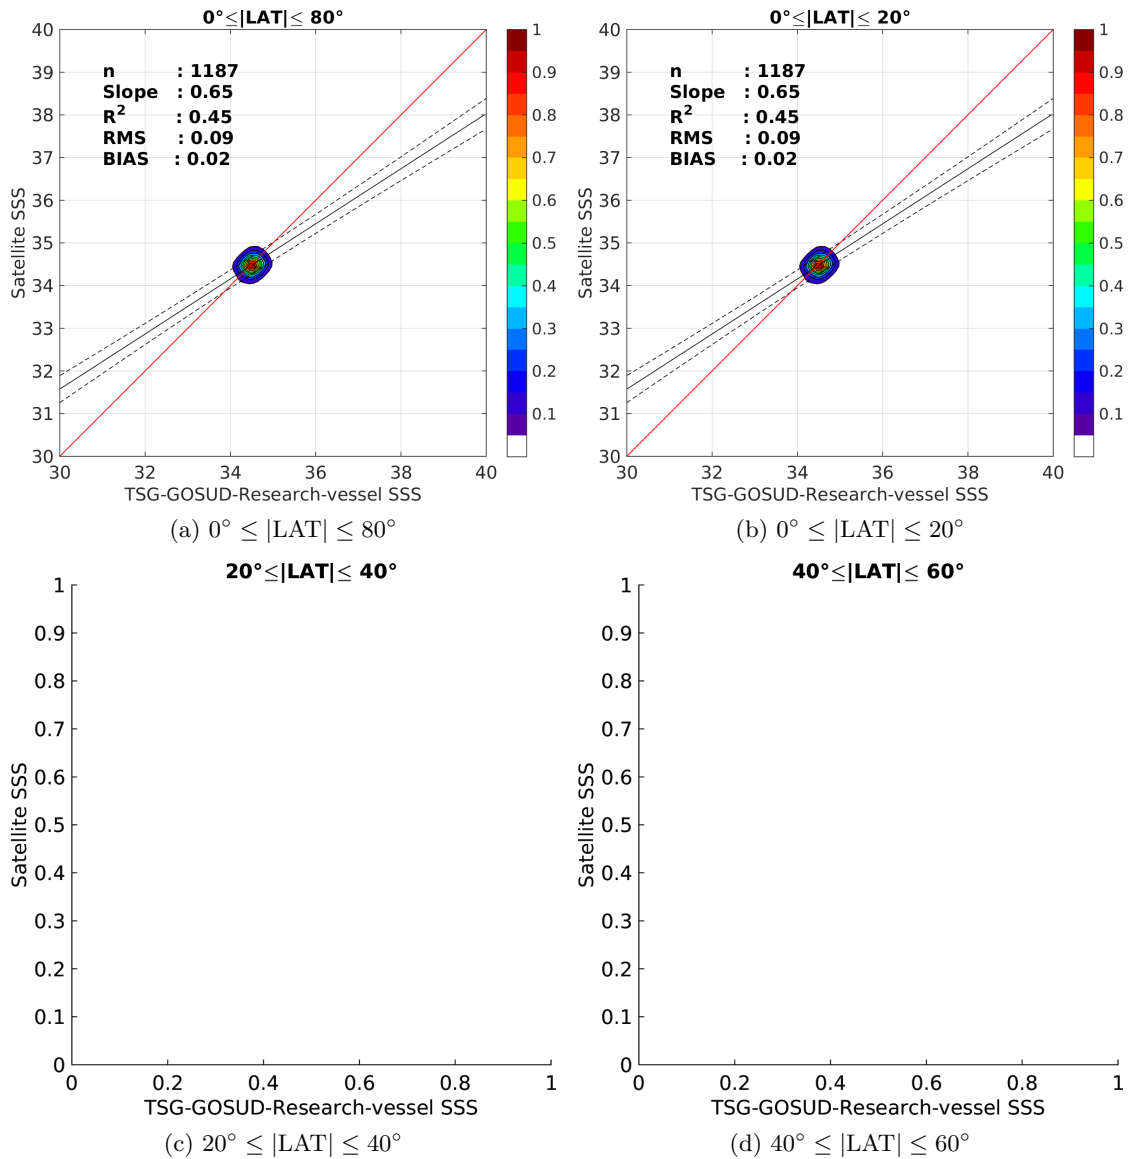 0°≤|LAT|≤ 80°
40
39
38
37
36
35
34
33
32
31
30
30 32 34 36 38 40
Satellite SSS
TSG-GOSUD-Research-vessel SSS
n : 1187
Slope : 0.65
R² : 0.45
RMS : 0.09
BIAS : 0.02
1
0.9
0.8
0.7
0.6
0.5
0.4
0.3
0.2
0.1
(a) 0° ≤ |LAT| ≤ 80°
0°≤|LAT|≤ 20°
40
39
38
37
36
35
34
33
32
31
30
30 32 34 36 38 40
Satellite SSS
TSG-GOSUD-Research-vessel SSS
n : 1187
Slope : 0.65
R² : 0.45
RMS : 0.09
BIAS : 0.02
1
0.9
0.8
0.7
0.6
0.5
0.4
0.3
0.2
0.1
(b) 0° ≤ |LAT| ≤ 20°
20°≤|LAT|≤ 40°
1
0.9
0.8
0.7
0.6
0.5
0.4
0.3
0.2
0.1
0
0 0.2 0.4 0.6 0.8 1
Satellite SSS
TSG-GOSUD-Research-vessel SSS
(c) 20° ≤ |LAT| ≤ 40°
40°≤|LAT|≤ 60°
1
0.9
0.8
0.7
0.6
0.5
0.4
0.3
0.2
0.1
0
0 0.2 0.4 0.6 0.8 1
Satellite SSS
TSG-GOSUD-Research-vessel SSS
(d) 40° ≤ |LAT| ≤ 60°